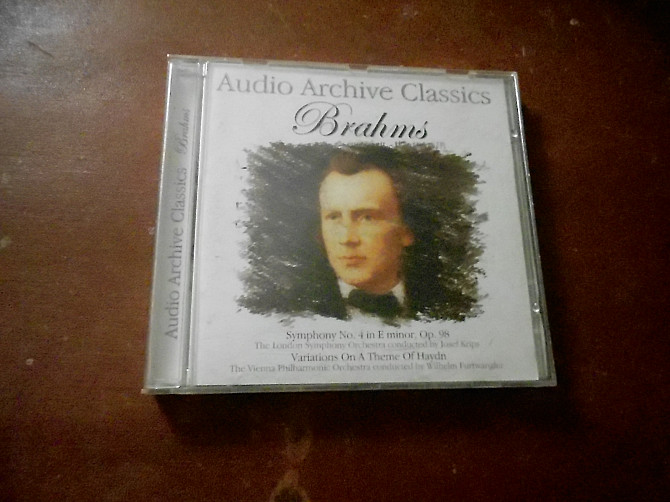 Audio Archive Classics
Brahms
Symphony No. 4 in E minor, Op. 98
The London Symphony Orchestra conducted by Josef Krips
Variations On A Theme Of Haydn
The Vienna Philharmonic Orchestra conducted by Wilhelm Furtwangler
Audio Archive Classics Brahms